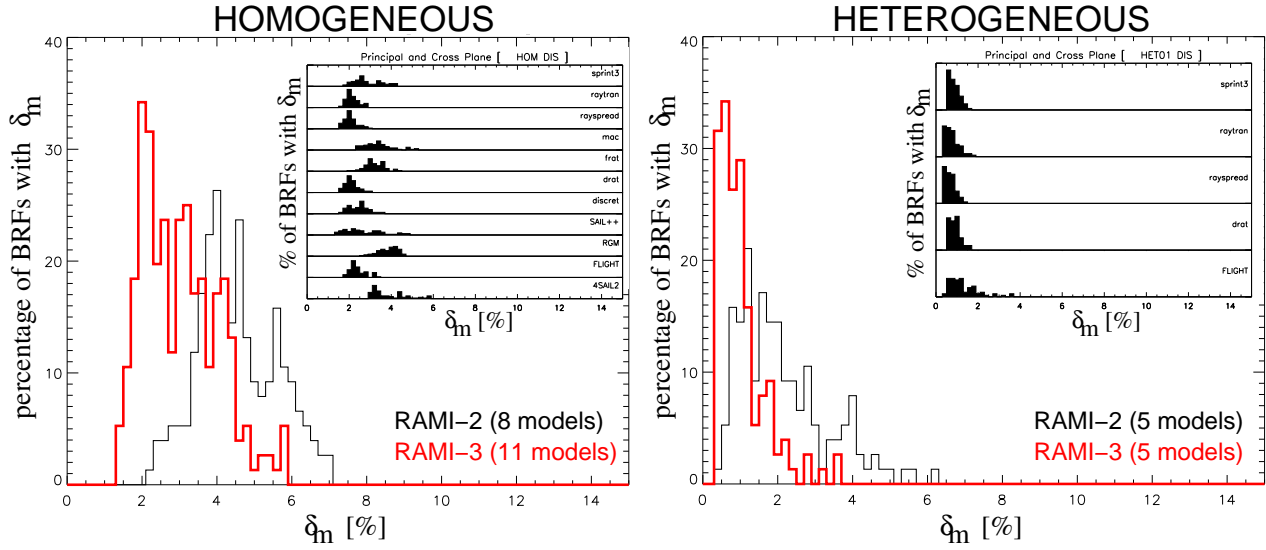 HOMOGENEOUS
percentage of BRFs with δm
40
30
20
10
0
0 2 4 6 8 10 12 14
δm [%]
Principal and Cross Plane [ HOM DIS ]
% of BRFs with δm
sprint3
raytran
rayspread
mac
frat
drat
discret
SAIL++
RGM
FLIGHT
4SAIL2
0 2 4 6 8 10 12 14
δm [%]
RAMI-2 (8 models)
RAMI-3 (11 models)
HETEROGENEOUS
percentage of BRFs with δm
40
30
20
10
0
0 2 4 6 8 10 12 14
δm [%]
Principal and Cross Plane [ HET01 DIS ]
% of BRFs with δm
sprint3
raytran
rayspread
drat
FLIGHT
0 2 4 6 8 10 12 14
δm [%]
RAMI-2 (5 models)
RAMI-3 (5 models)